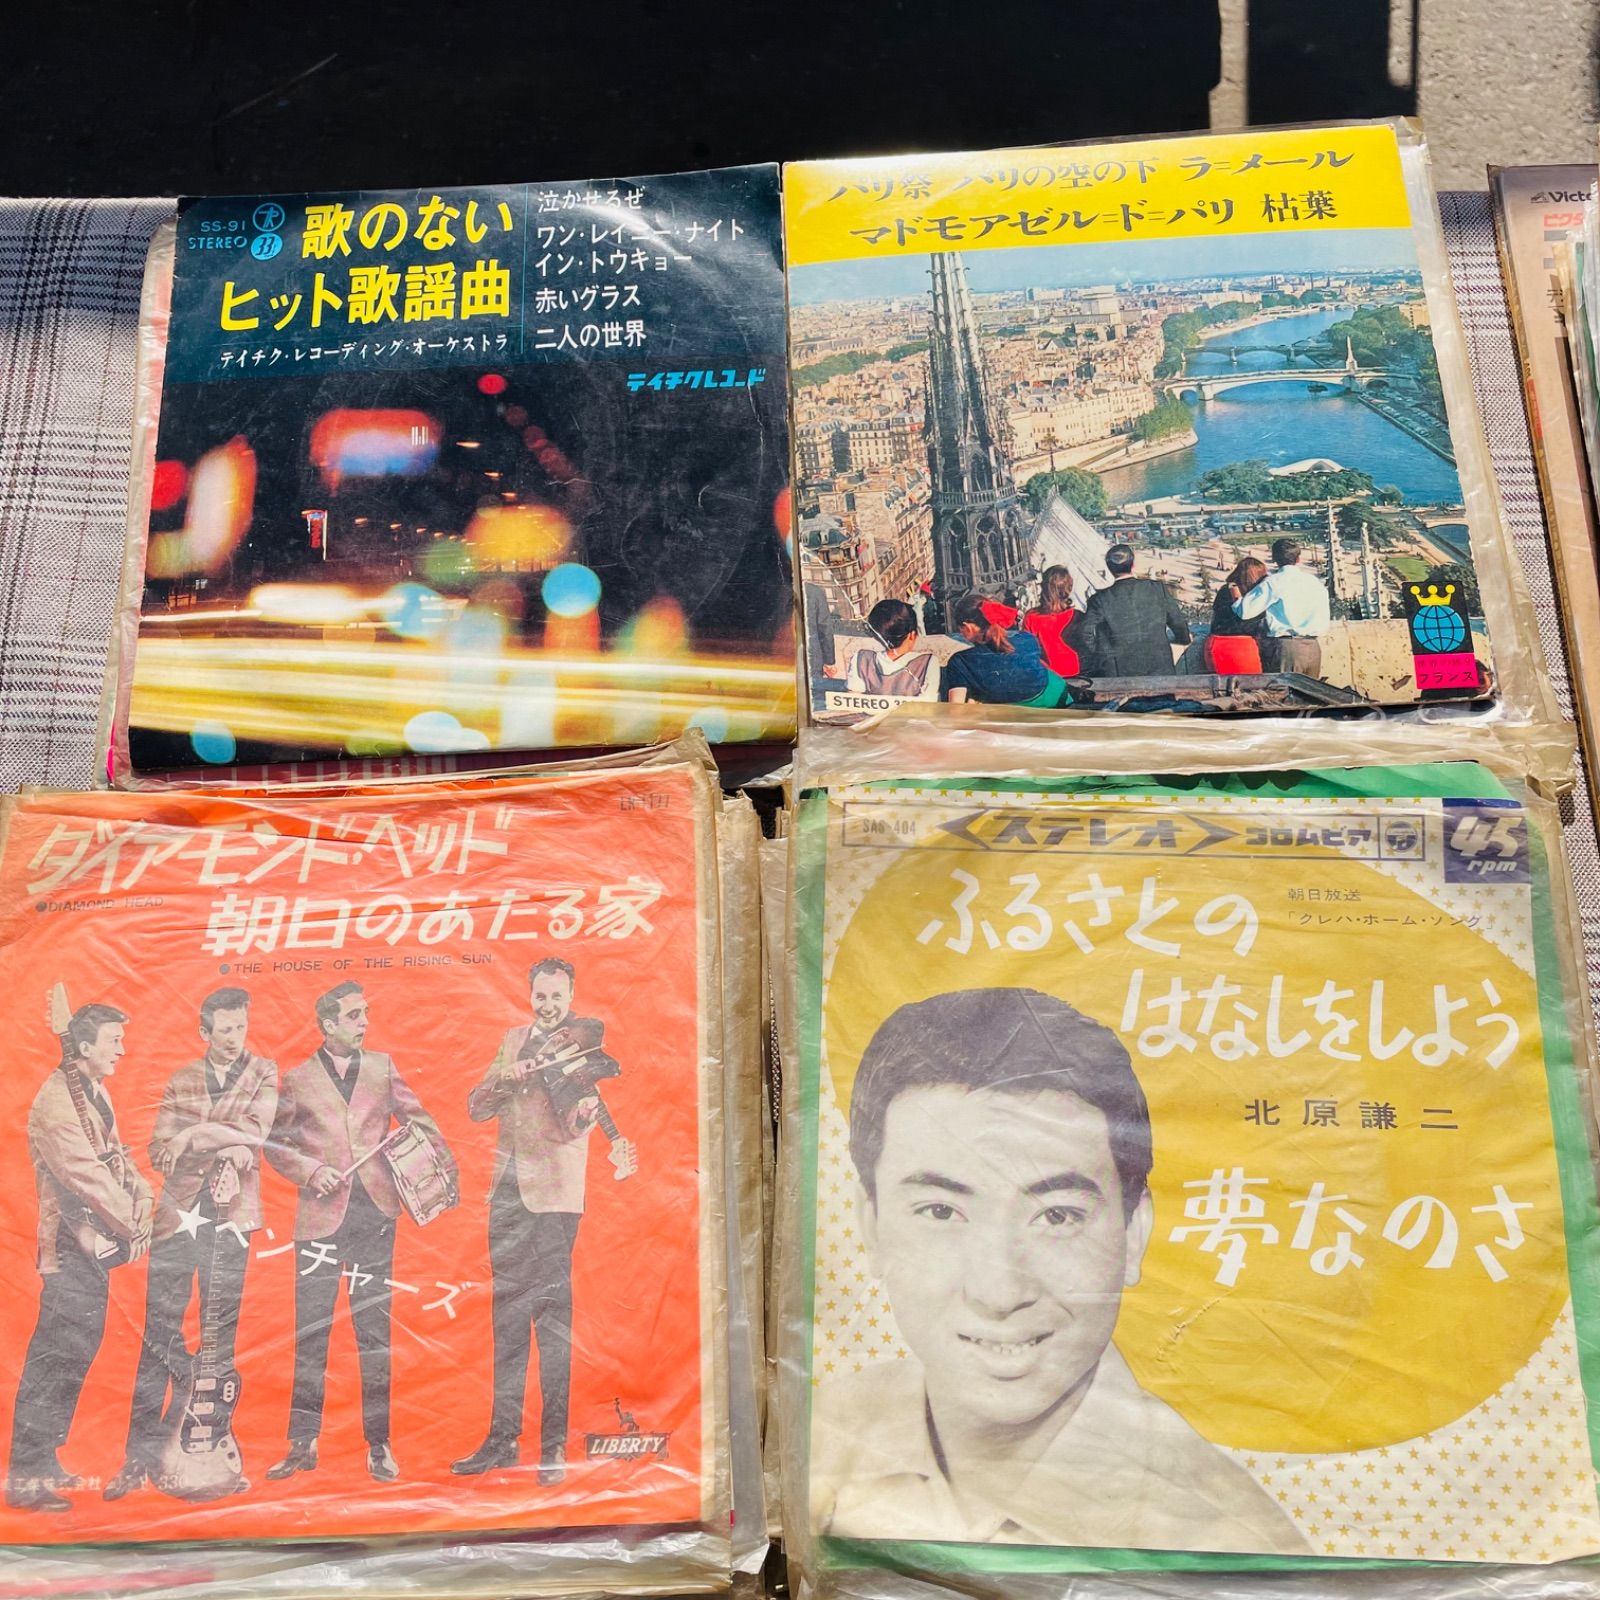 SS-91
STEREO
歌のない
ヒット歌謡曲
テイチク・レコーディング・オーケストラ
泣かせるぜ
ワン・レイニー・ナイト
イン・トウキョー
赤いグラス
二人の世界
テイチクレコード
パリ祭 パリの空の下 ラ=メール
マドモアゼル=ド=パリ 枯葉
STEREO
フランス
Victo
ダイアモンド・ヘッド
●DIAMOND HEAD
朝日のあたる家
●THE HOUSE OF THE RISING SUN
★ベンチャーズ
LIBERTY
工業株式会社
¥330
SAS-404
<ステレオ>
コロムビア
45
rpm
ふるさとの
朝日放送
「クレハ・ホーム・ソング」
はなしをしよう
北原謙二
夢なのさ